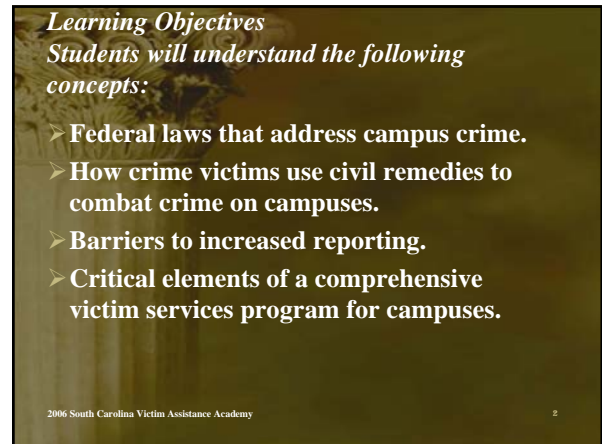 Learning Objectives
Students will understand the following
concepts:
➢Federal laws that address campus crime.
➢How crime victims use civil remedies to
combat crime on campuses.
➢Barriers to increased reporting.
➢Critical elements of a comprehensive
victim services program for campuses.
2006 South Carolina Victim Assistance Academy 2